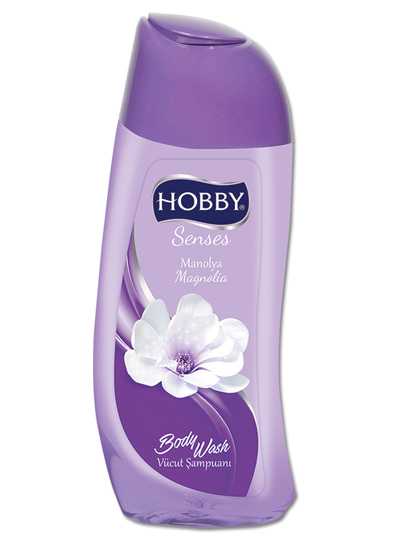 HOBBY®
Senses
Manolya
Magnolia
Body Wash
Vücut Şampuanı